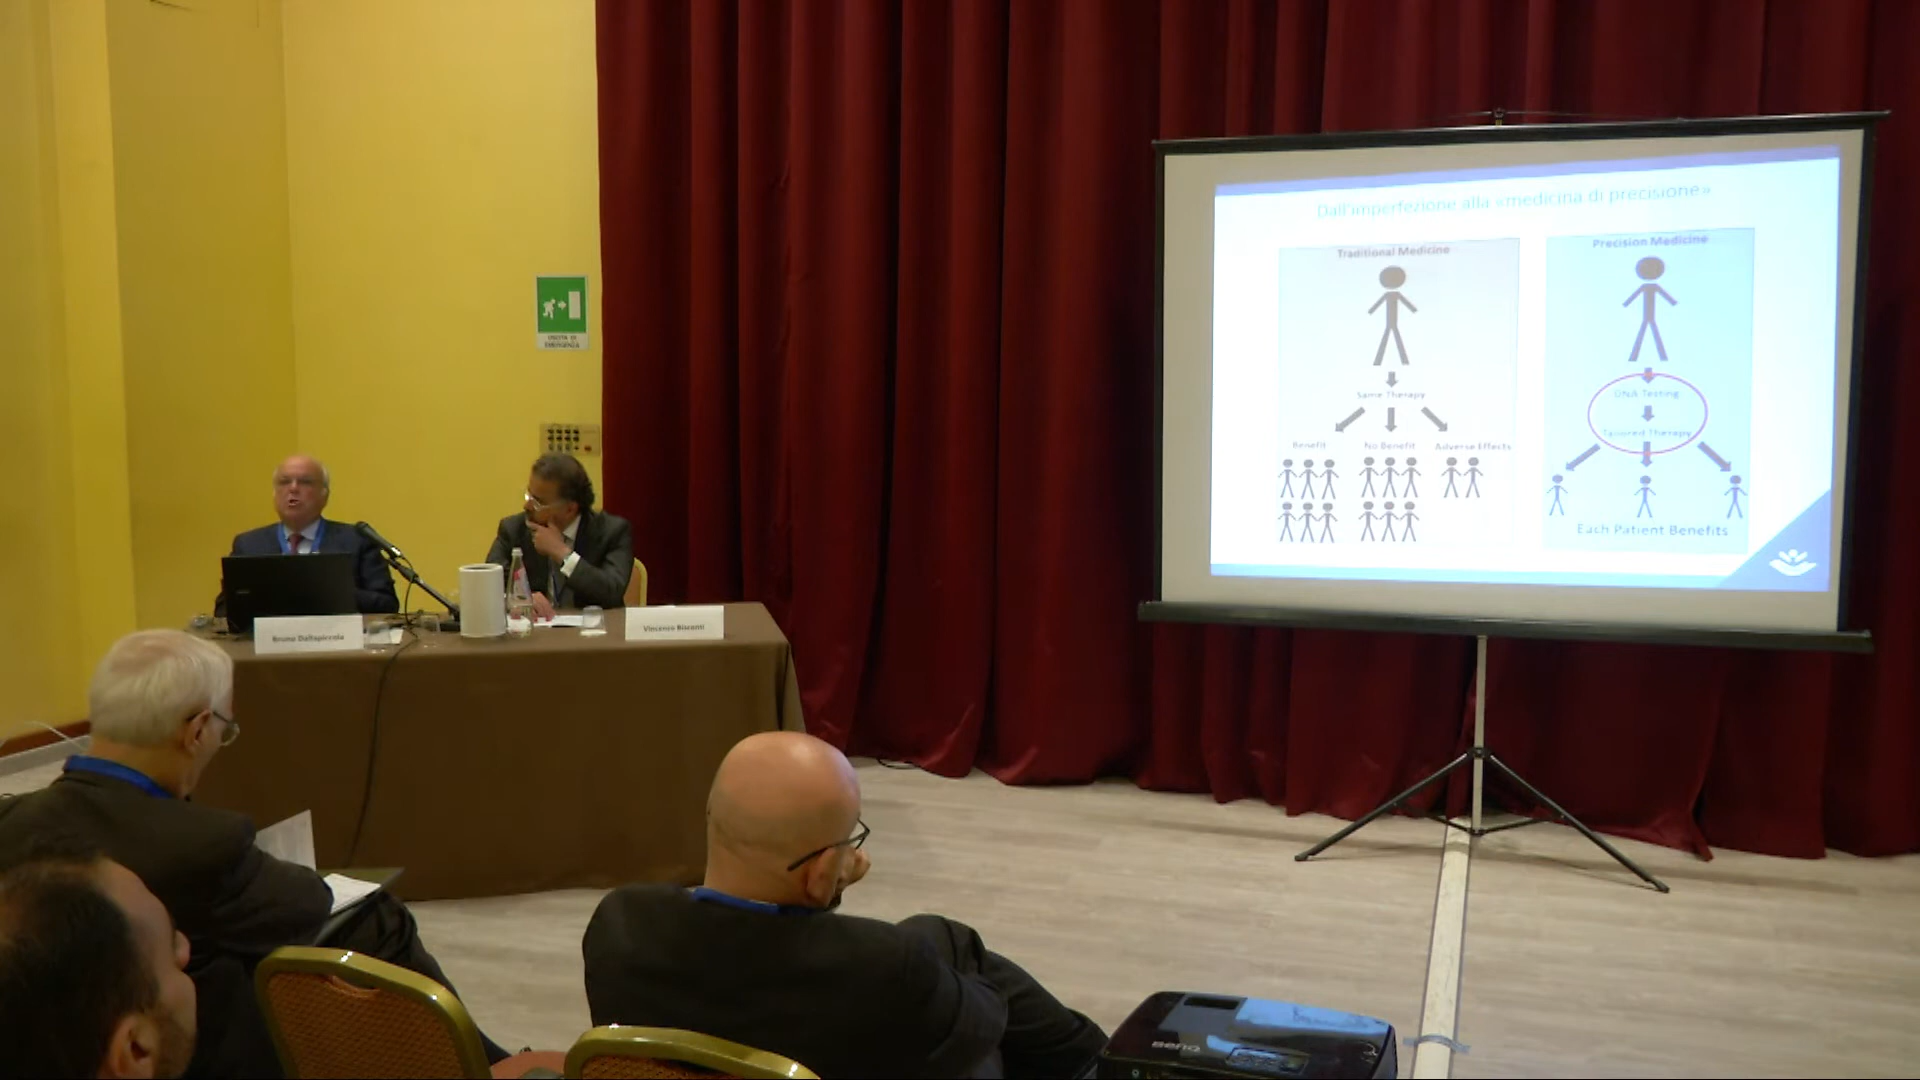 Dall'imperfezione alla «medicina di precisione»
Traditional Medicine
Same Therapy
Benefit
No Benefit
Adverse Effects
Precision Medicine
DNA Testing
Tailored Therapy
Each Patient Benefits
USCITA DI
EMERGENZA
Bruno Dallapiccola
Vincenzo Bisconti
BenQ